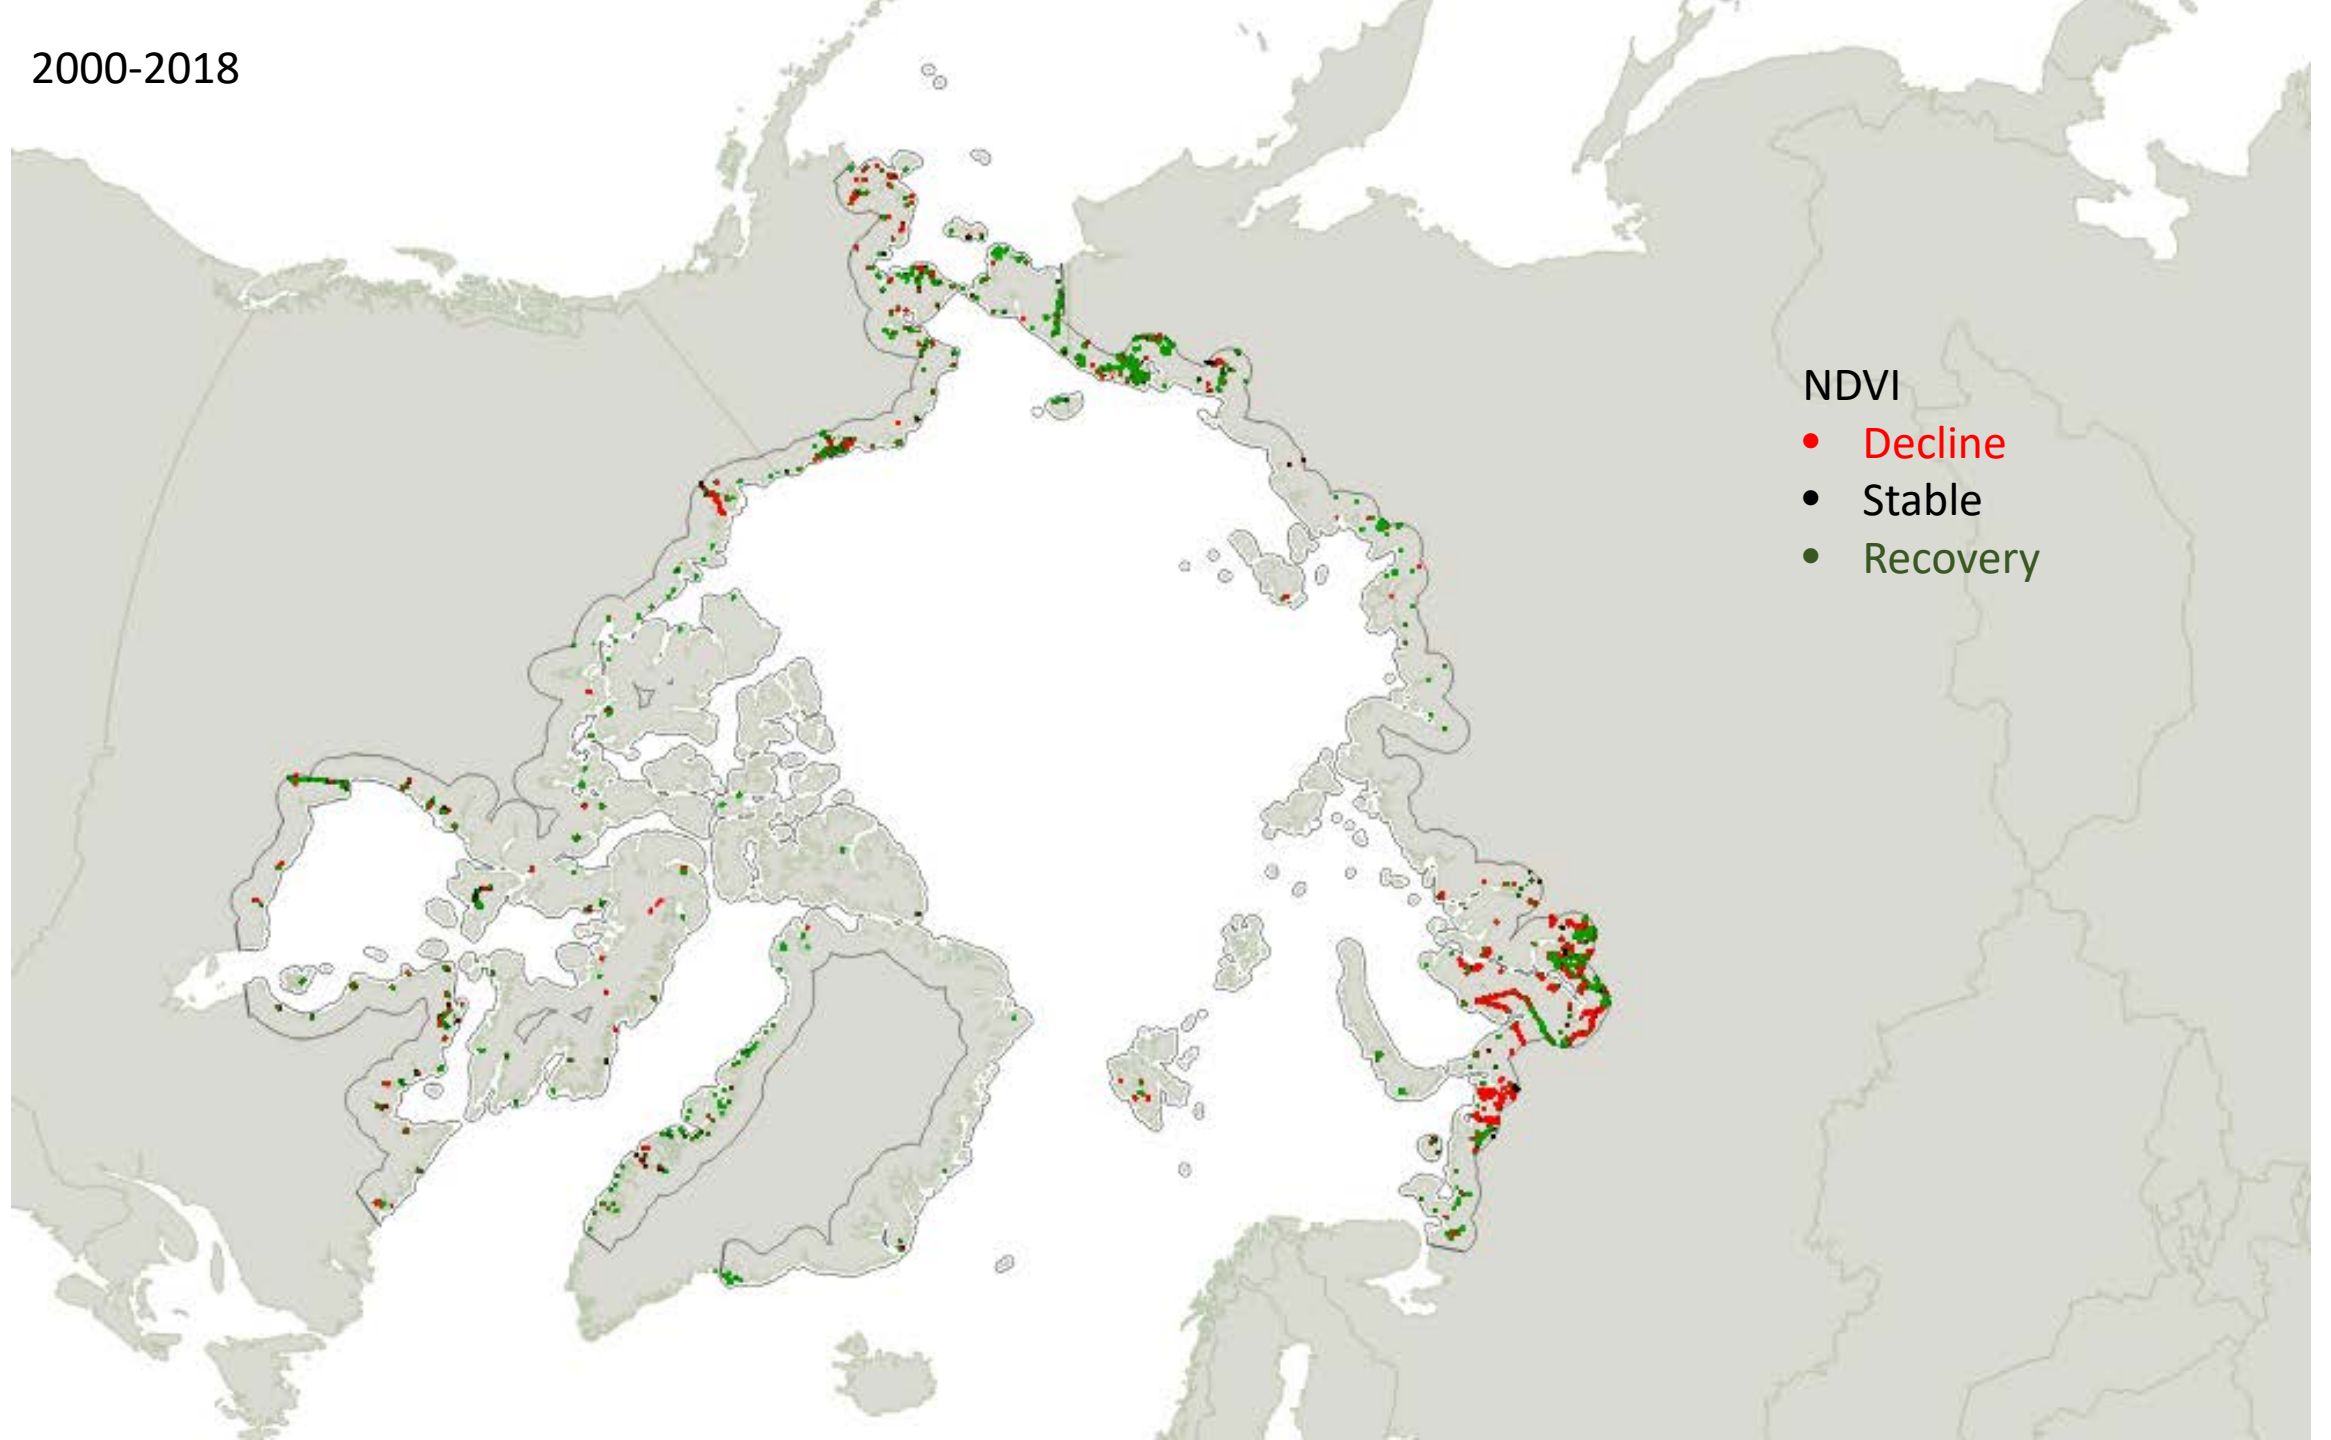 2000-2018
NDVI
• Decline
• Stable
• Recovery